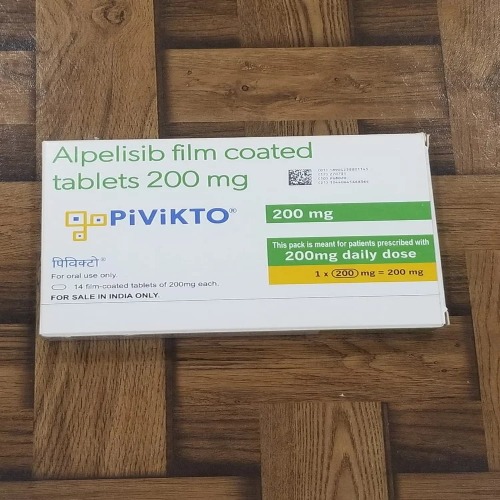 Alpelisib film coated
tablets 200 mg
PiViKTO®
पिविक्टो®
For oral use only
14 film-coated tablets of 200mg each.
FOR SALE IN INDIA ONLY.
200 mg
This pack is meant for patients prescribed with
200mg daily dose
1 x 200 mg = 200 mg